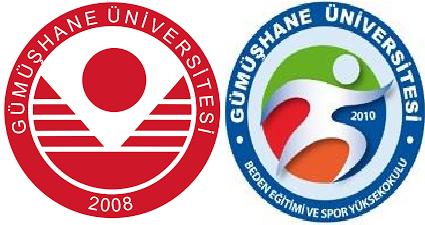 GÜMÜŞHANE ÜNİVERSİTESİ
2008
GÜMÜŞHANE ÜNİVERSİTESİ
2010
BEDEN EĞİTİMİ VE SPOR YÜKSEKOKULU